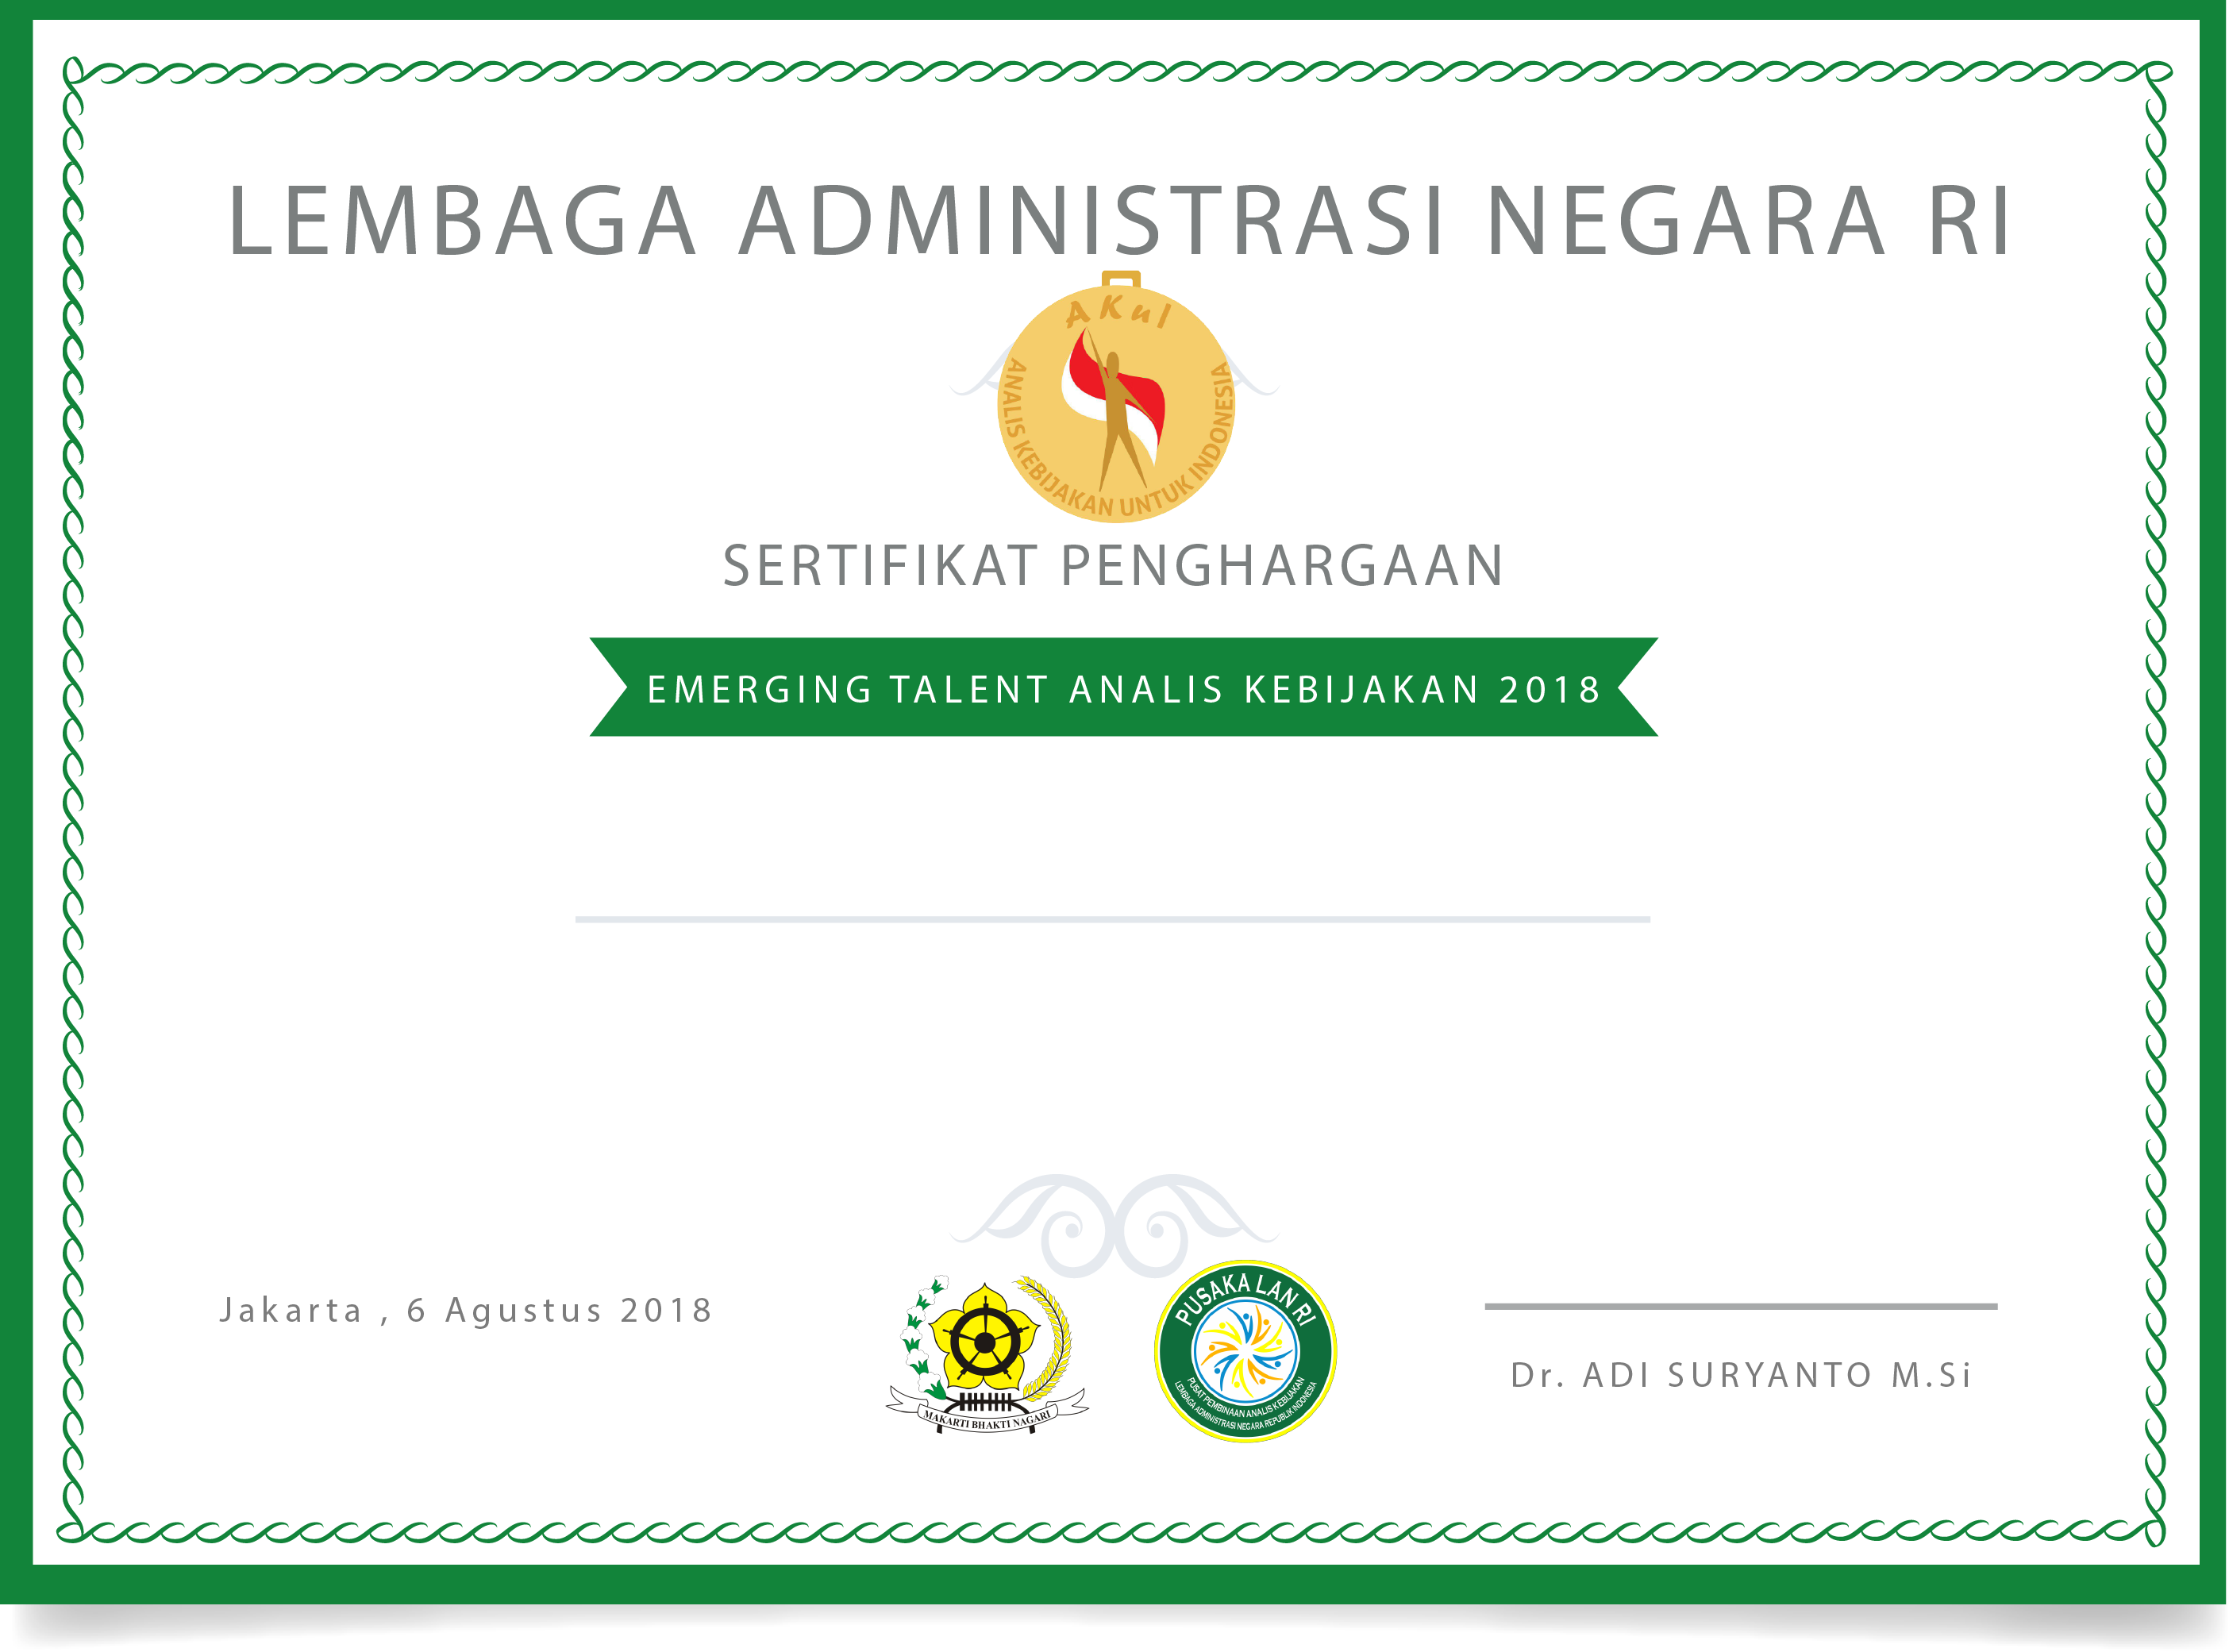 LEMBAGA ADMINISTRASI NEGARA RI
AKuI
ANALIS KEBIJAKAN UNTUK INDONESIA
SERTIFIKAT PENGHARGAAN
EMERGING TALENT ANALIS KEBIJAKAN 2018
Jakarta , 6 Agustus 2018
MAKARTI BHAKTI NAGARI
PUSAKA LAN RI
PUSAT PEMBINAAN ANALIS KEBIJAKAN
LEMBAGA ADMINISTRASI NEGARA REPUBLIK INDONESIA
Dr. ADI SURYANTO M.Si